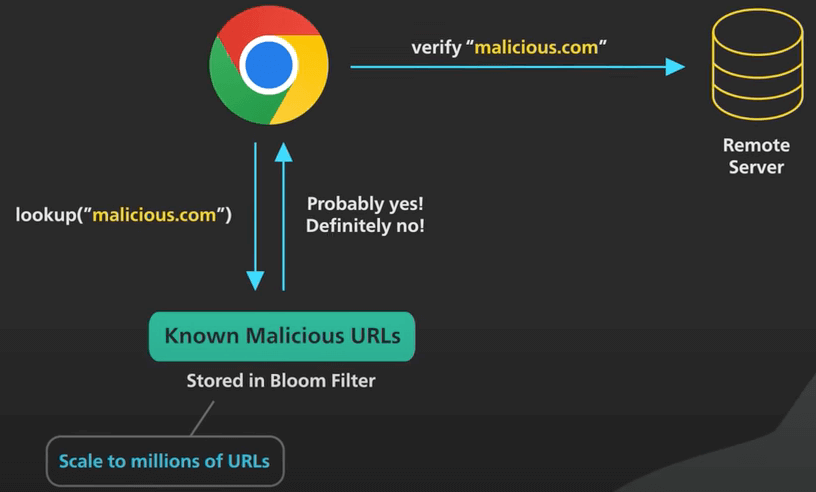 verify “malicious.com”
Remote
Server
lookup(”malicious.com”)
Probably yes!
Definitely no!
Known Malicious URLs
Stored in Bloom Filter
Scale to millions of URLs